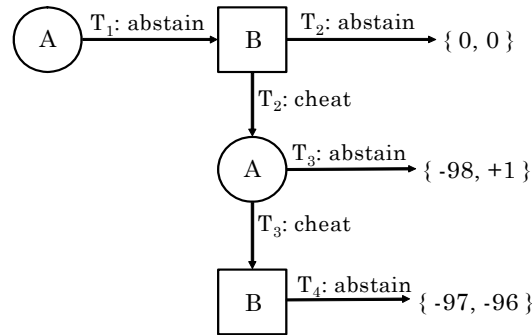 A T₁: abstain B T₂: abstain { 0, 0 }
T₂: cheat
A T₃: abstain { -98, +1 }
T₃: cheat
B T₄: abstain { -97, -96 }